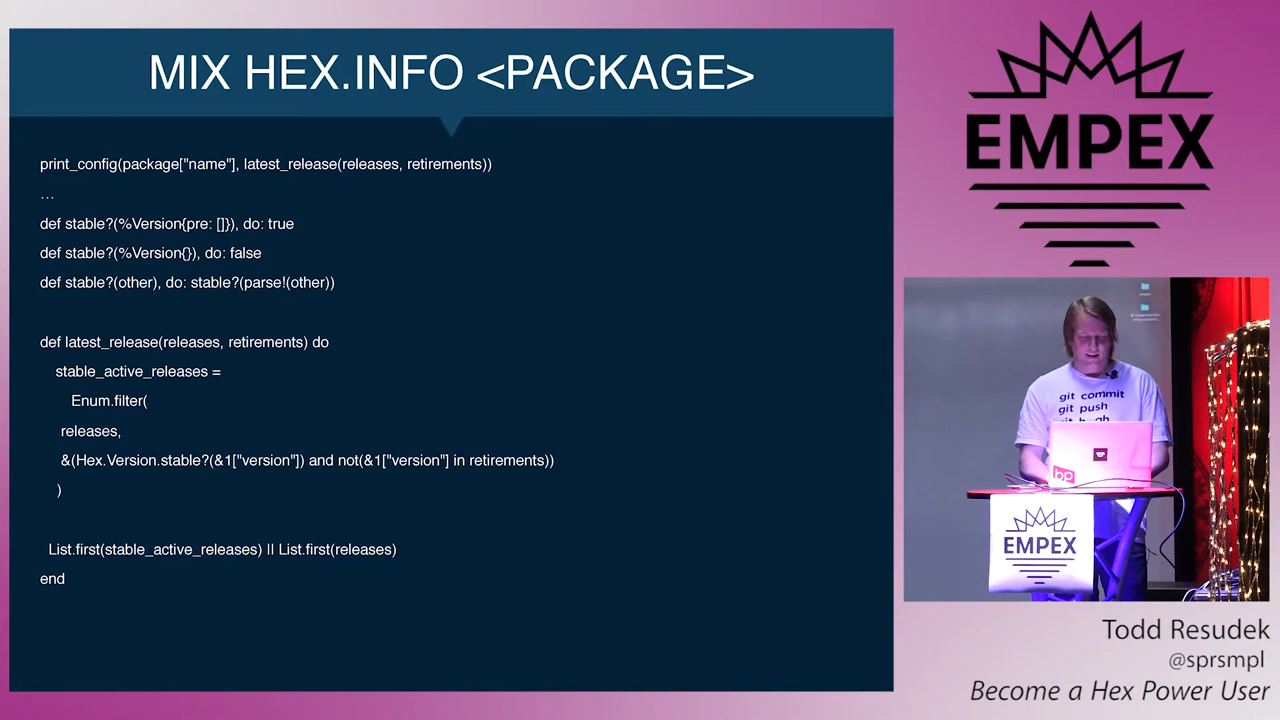 MIX HEX.INFO <PACKAGE>
print_config(package["name"], latest_release(releases, retirements))
…
def stable?(%Version{pre: []}), do: true
def stable?(%Version{}), do: false
def stable?(other), do: stable?(parse!(other))
def latest_release(releases, retirements) do
stable_active_releases =
Enum.filter(
releases,
&(Hex.Version.stable?(&1["version"]) and not(&1["version"] in retirements))
)
List.first(stable_active_releases) || List.first(releases)
end
EMPEX
git commit
git push
git
bp
EMPEX
Todd Resudek
@sprsmpl
Become a Hex Power User